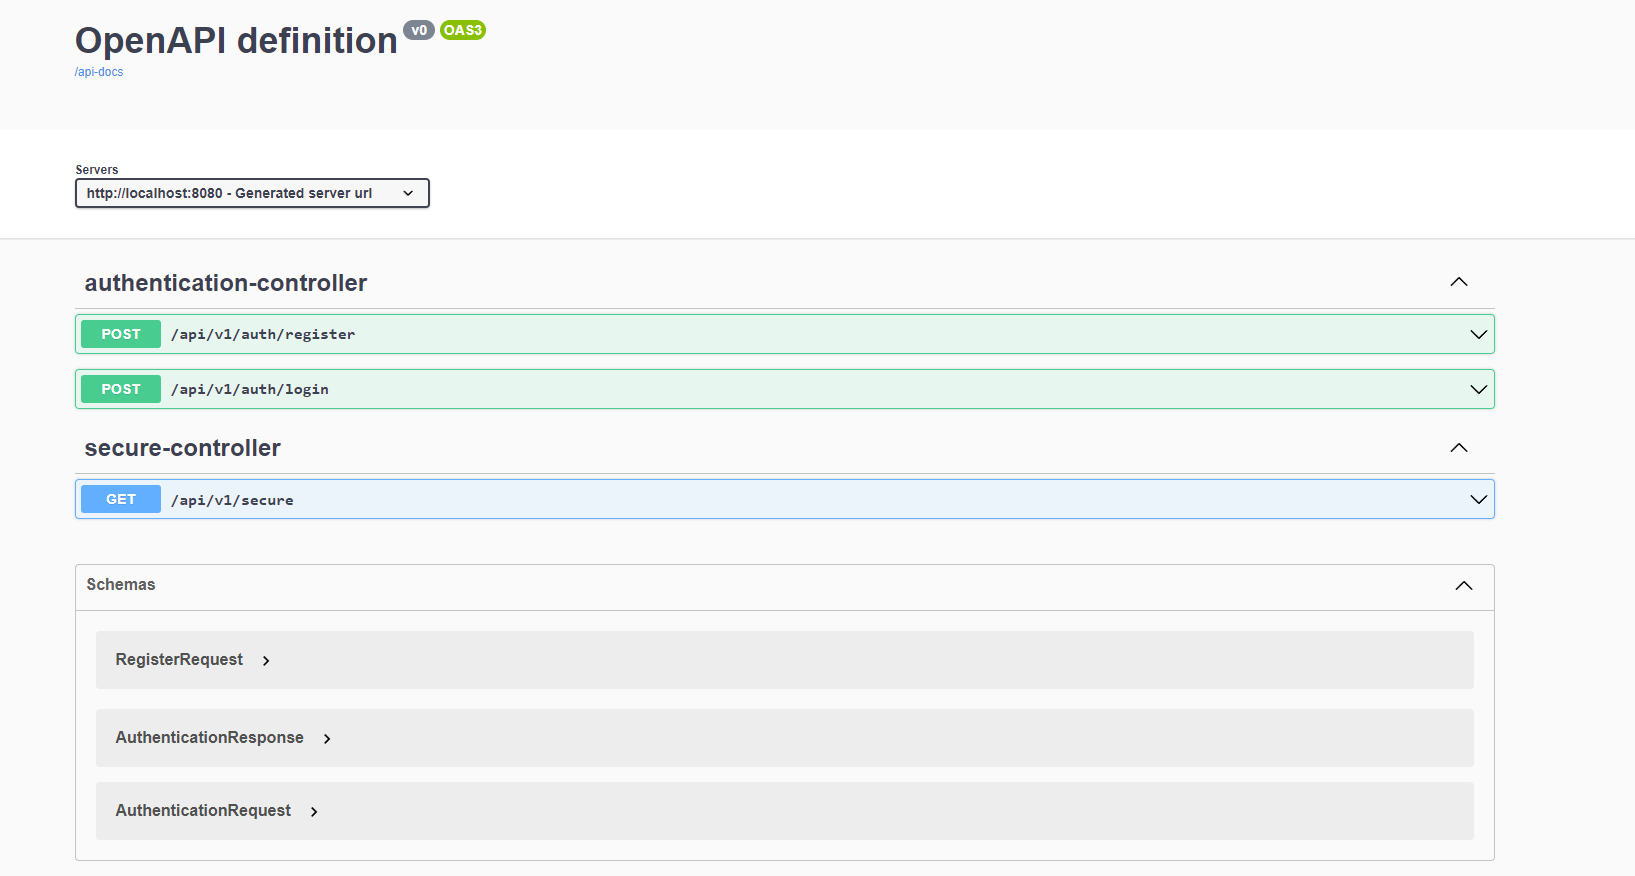 OpenAPI definition v0 OAS3
/api-docs
Servers
http://localhost:8080 - Generated server url
authentication-controller
POST /api/v1/auth/register
POST /api/v1/auth/login
secure-controller
GET /api/v1/secure
Schemas
RegisterRequest
AuthenticationResponse
AuthenticationRequest